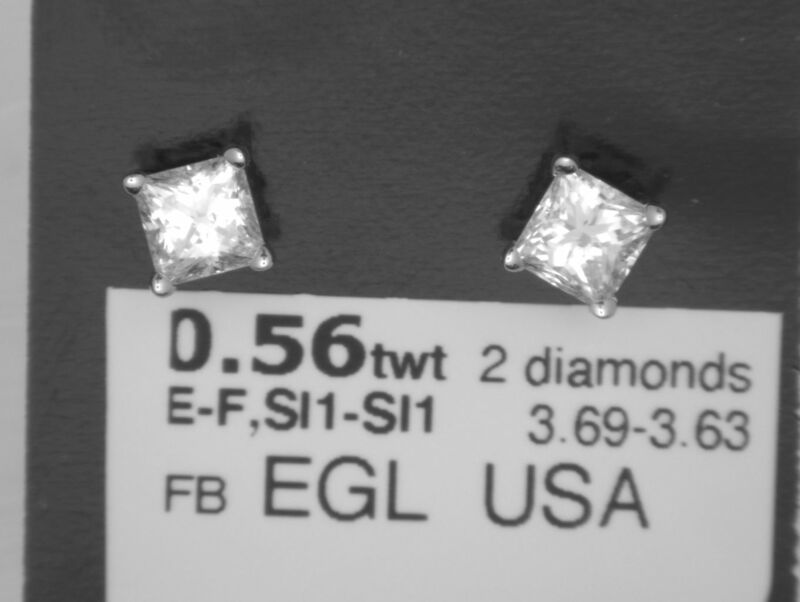 0.56twt 2 diamonds
E-F,SI1-SI1 3.69-3.63
FB EGL USA